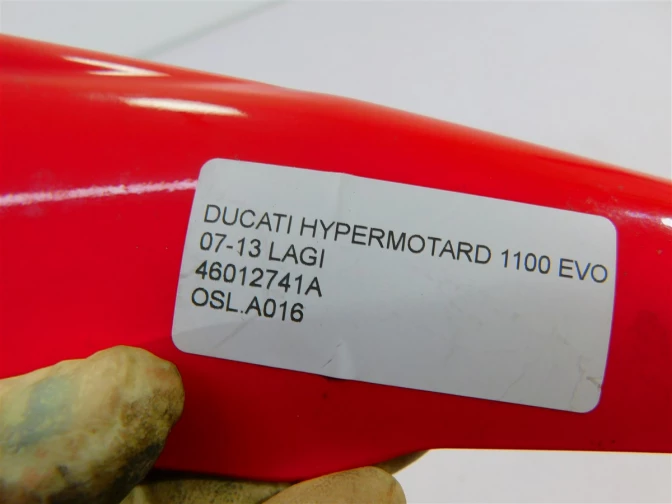 DUCATI HYPERMOTARD 1100 EVO
07-13 LAGI
46012741A
OSL.A016